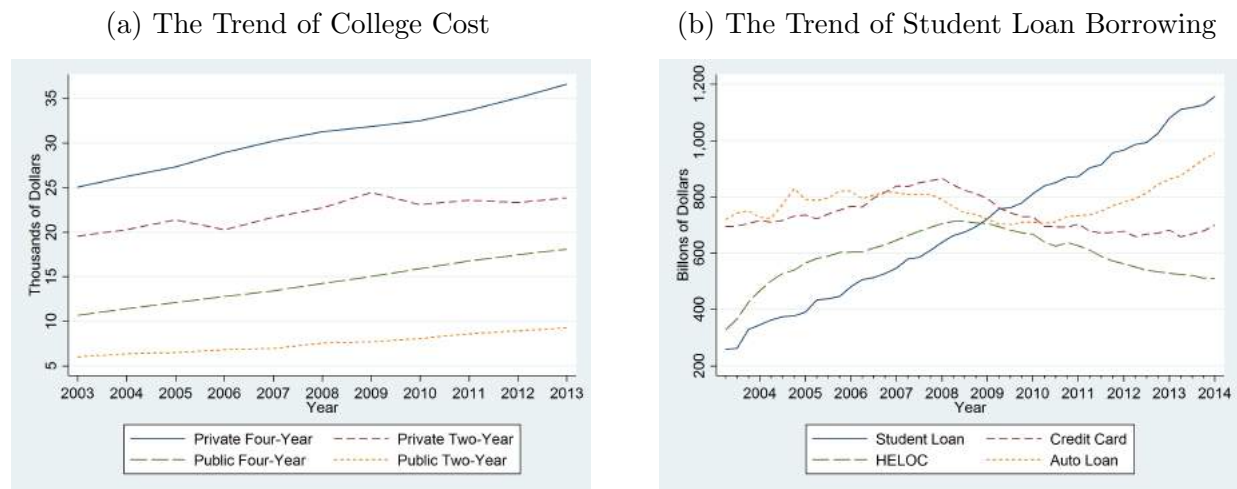 (a) The Trend of College Cost
Thousands of Dollars
35
30
25
20
15
10
5
2003 2004 2005 2006 2007 2008 2009 2010 2011 2012 2013
Year
Private Four-Year Private Two-Year
Public Four-Year Public Two-Year
(b) The Trend of Student Loan Borrowing
Billons of Dollars
1,200
1,000
800
600
400
200
2004 2005 2006 2007 2008 2009 2010 2011 2012 2013 2014
Year
Student Loan Credit Card
HELOC Auto Loan